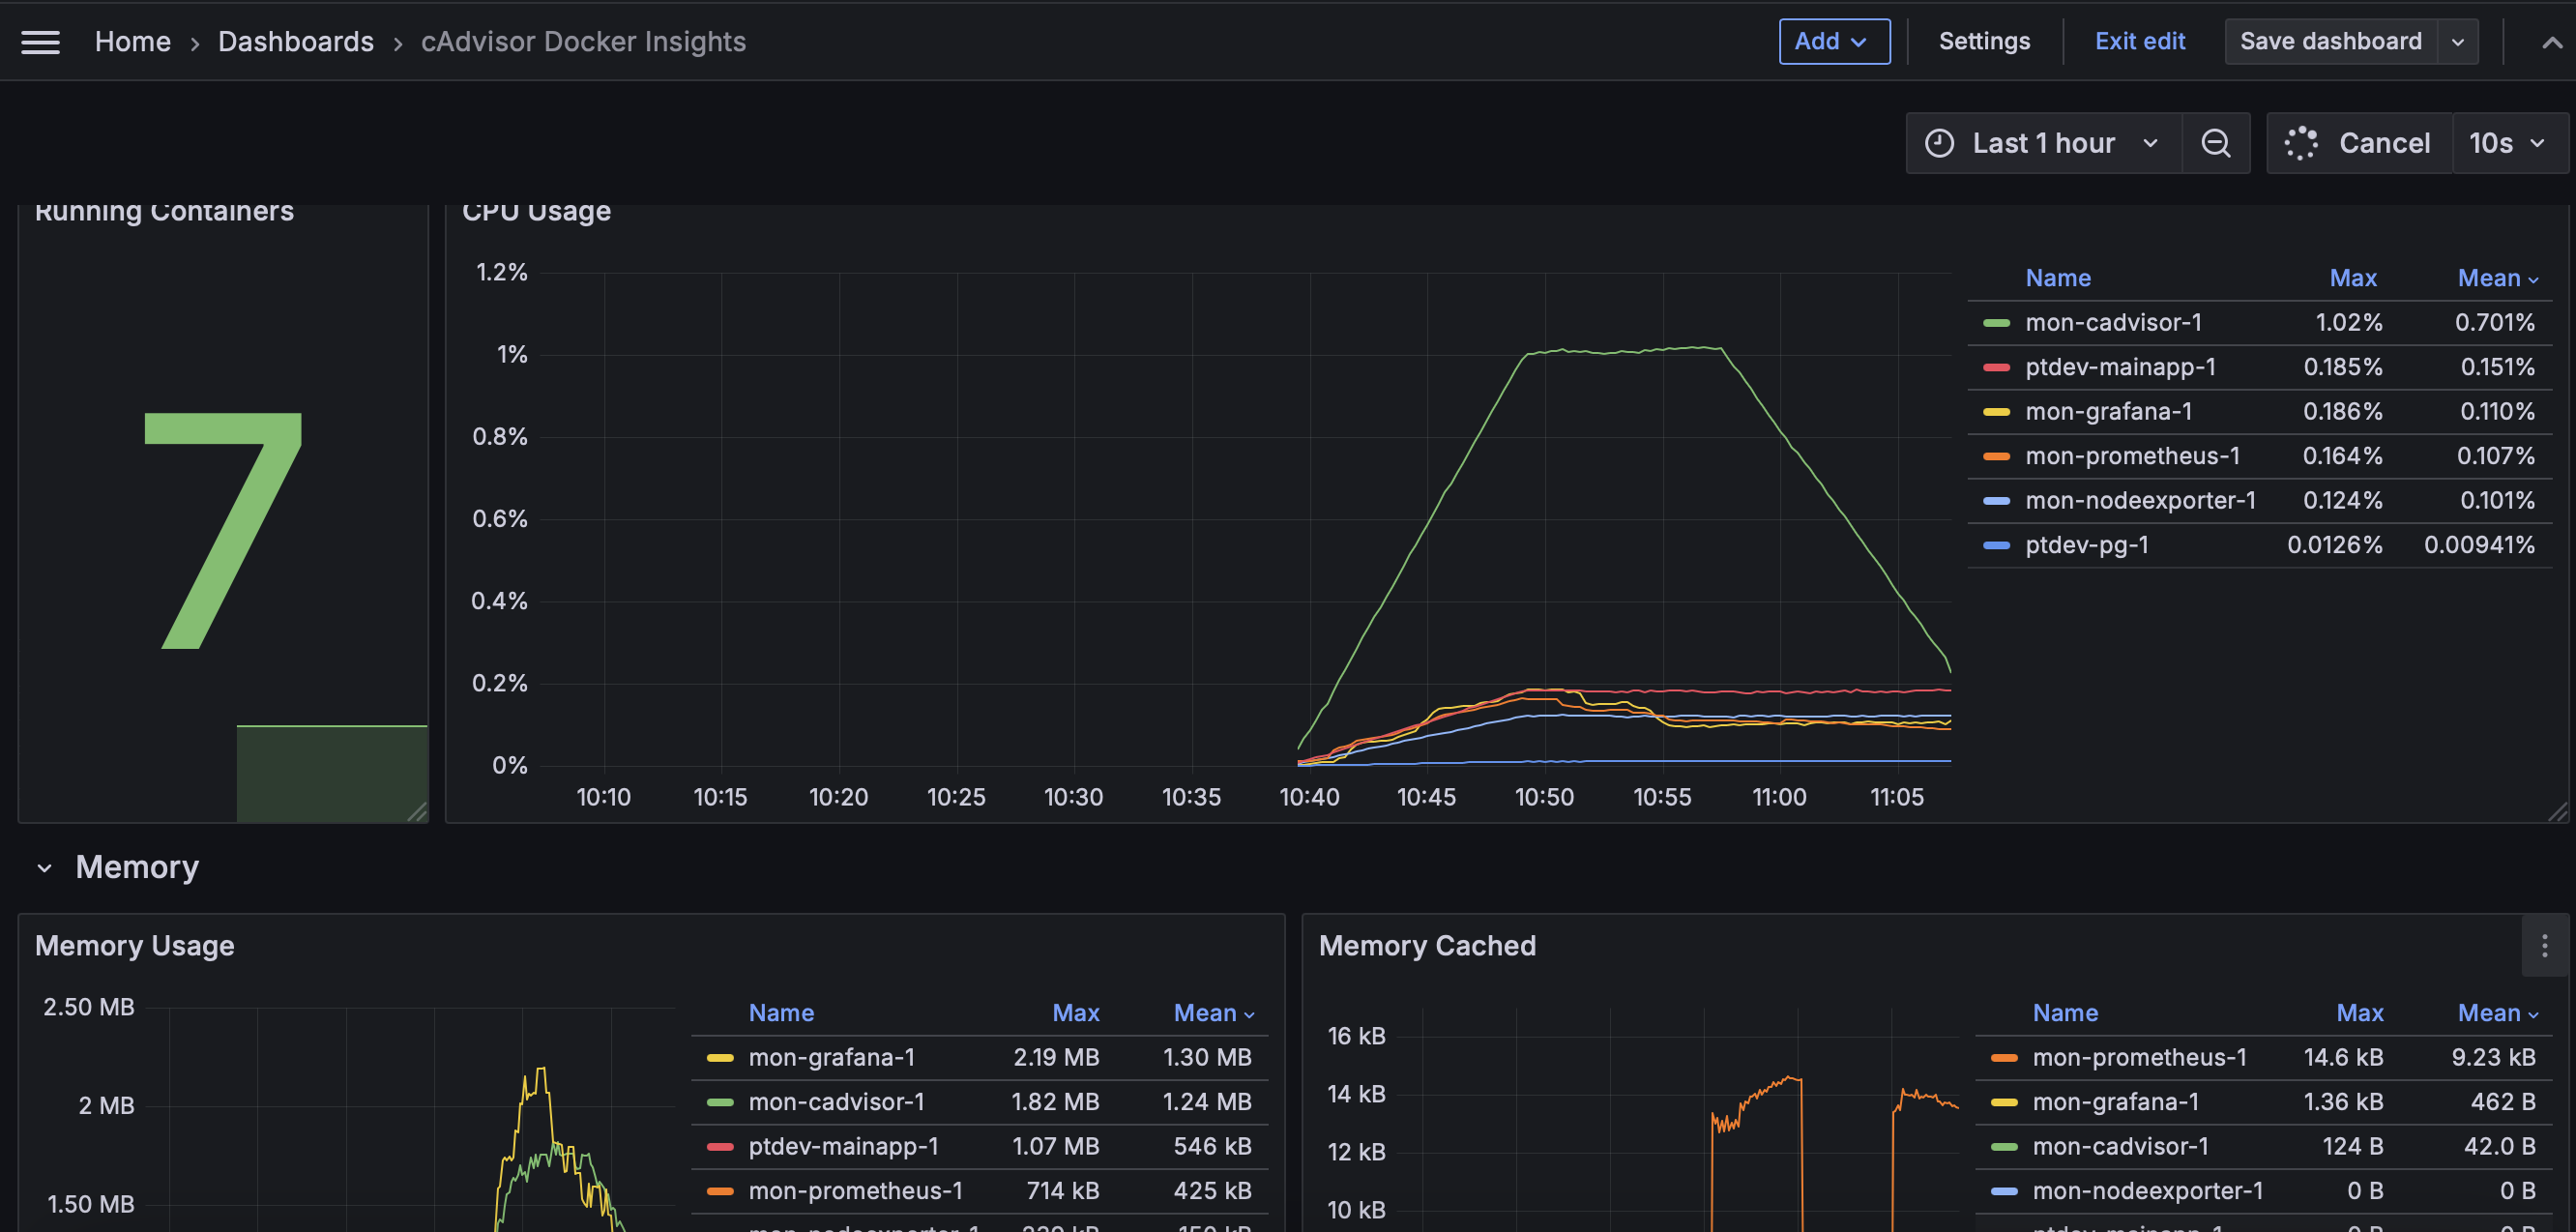 Home › Dashboards › cAdvisor Docker Insights
Add
Settings
Exit edit
Save dashboard
Last 1 hour
Cancel
10s
Running Containers
7
CPU Usage
1.2%
1%
0.8%
0.6%
0.4%
0.2%
0%
10:10 10:15 10:20 10:25 10:30 10:35 10:40 10:45 10:50 10:55 11:00 11:05
Name Max Mean
mon-cadvisor-1 1.02% 0.701%
ptdev-mainapp-1 0.185% 0.151%
mon-grafana-1 0.186% 0.110%
mon-prometheus-1 0.164% 0.107%
mon-nodeexporter-1 0.124% 0.101%
ptdev-pg-1 0.0126% 0.00941%
Memory
Memory Usage
2.50 MB
2 MB
1.50 MB
Name Max Mean
mon-grafana-1 2.19 MB 1.30 MB
mon-cadvisor-1 1.82 MB 1.24 MB
ptdev-mainapp-1 1.07 MB 546 kB
mon-prometheus-1 714 kB 425 kB
mon-nodeexporter-1
Memory Cached
16 kB
14 kB
12 kB
10 kB
Name Max Mean
mon-prometheus-1 14.6 kB 9.23 kB
mon-grafana-1 1.36 kB 462 B
mon-cadvisor-1 124 B 42.0 B
mon-nodeexporter-1 0 B 0 B
ptdev-mainapp-1 0 B 0 B